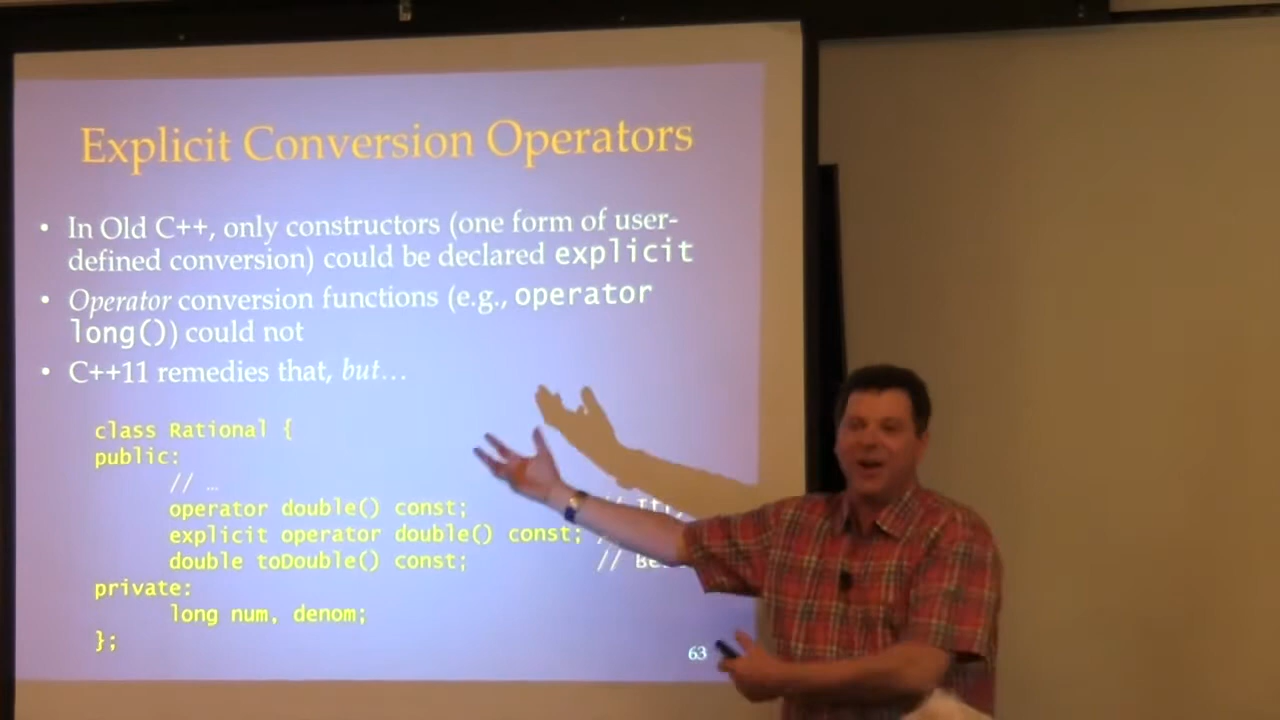 Explicit Conversion Operators
• In Old C++, only constructors (one form of user-
defined conversion) could be declared explicit
• Operator conversion functions (e.g., operator
long()) could not
• C++11 remedies that, but…
class Rational {
public:
// …
operator double() const; //
explicit operator double() const; //
double toDouble() const; //
private:
long num, denom;
};
63